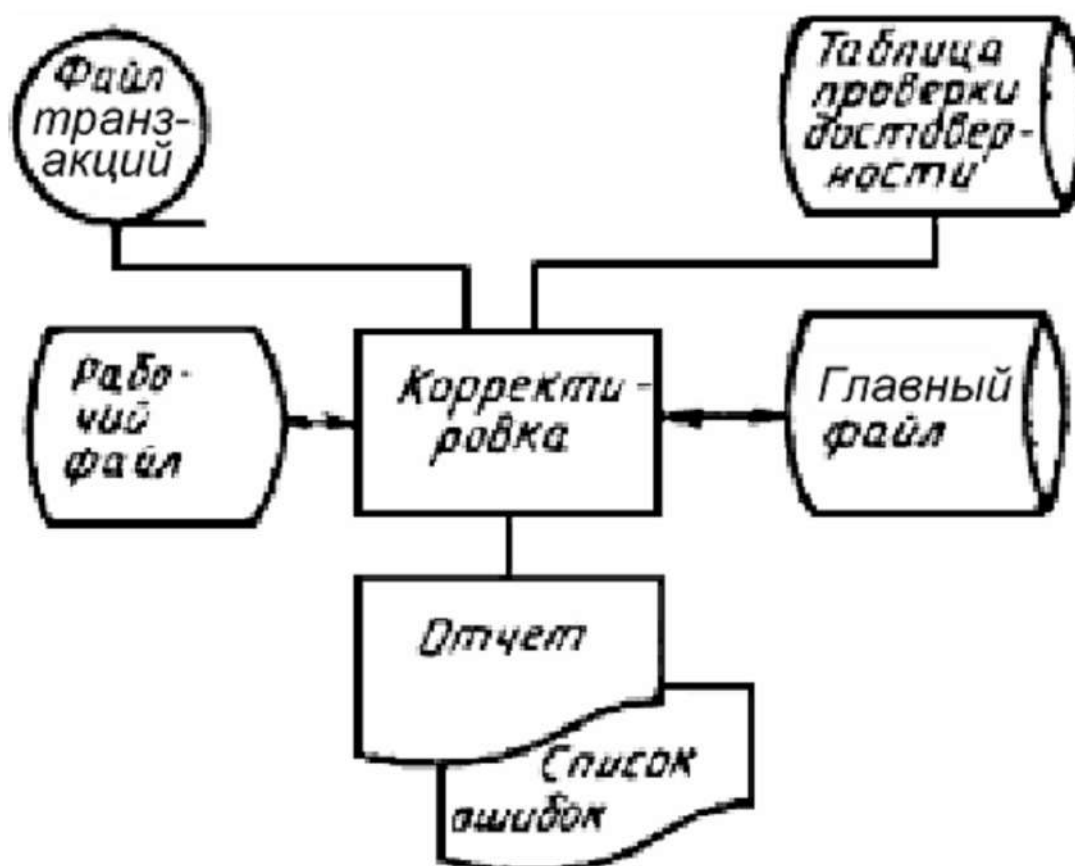 Файл
транз-
акций
Таблица
проверки
достовер-
ности
Рабо-
чий
файл
Корректи-
ровка
Главный
файл
Отчет
Список
ошибок